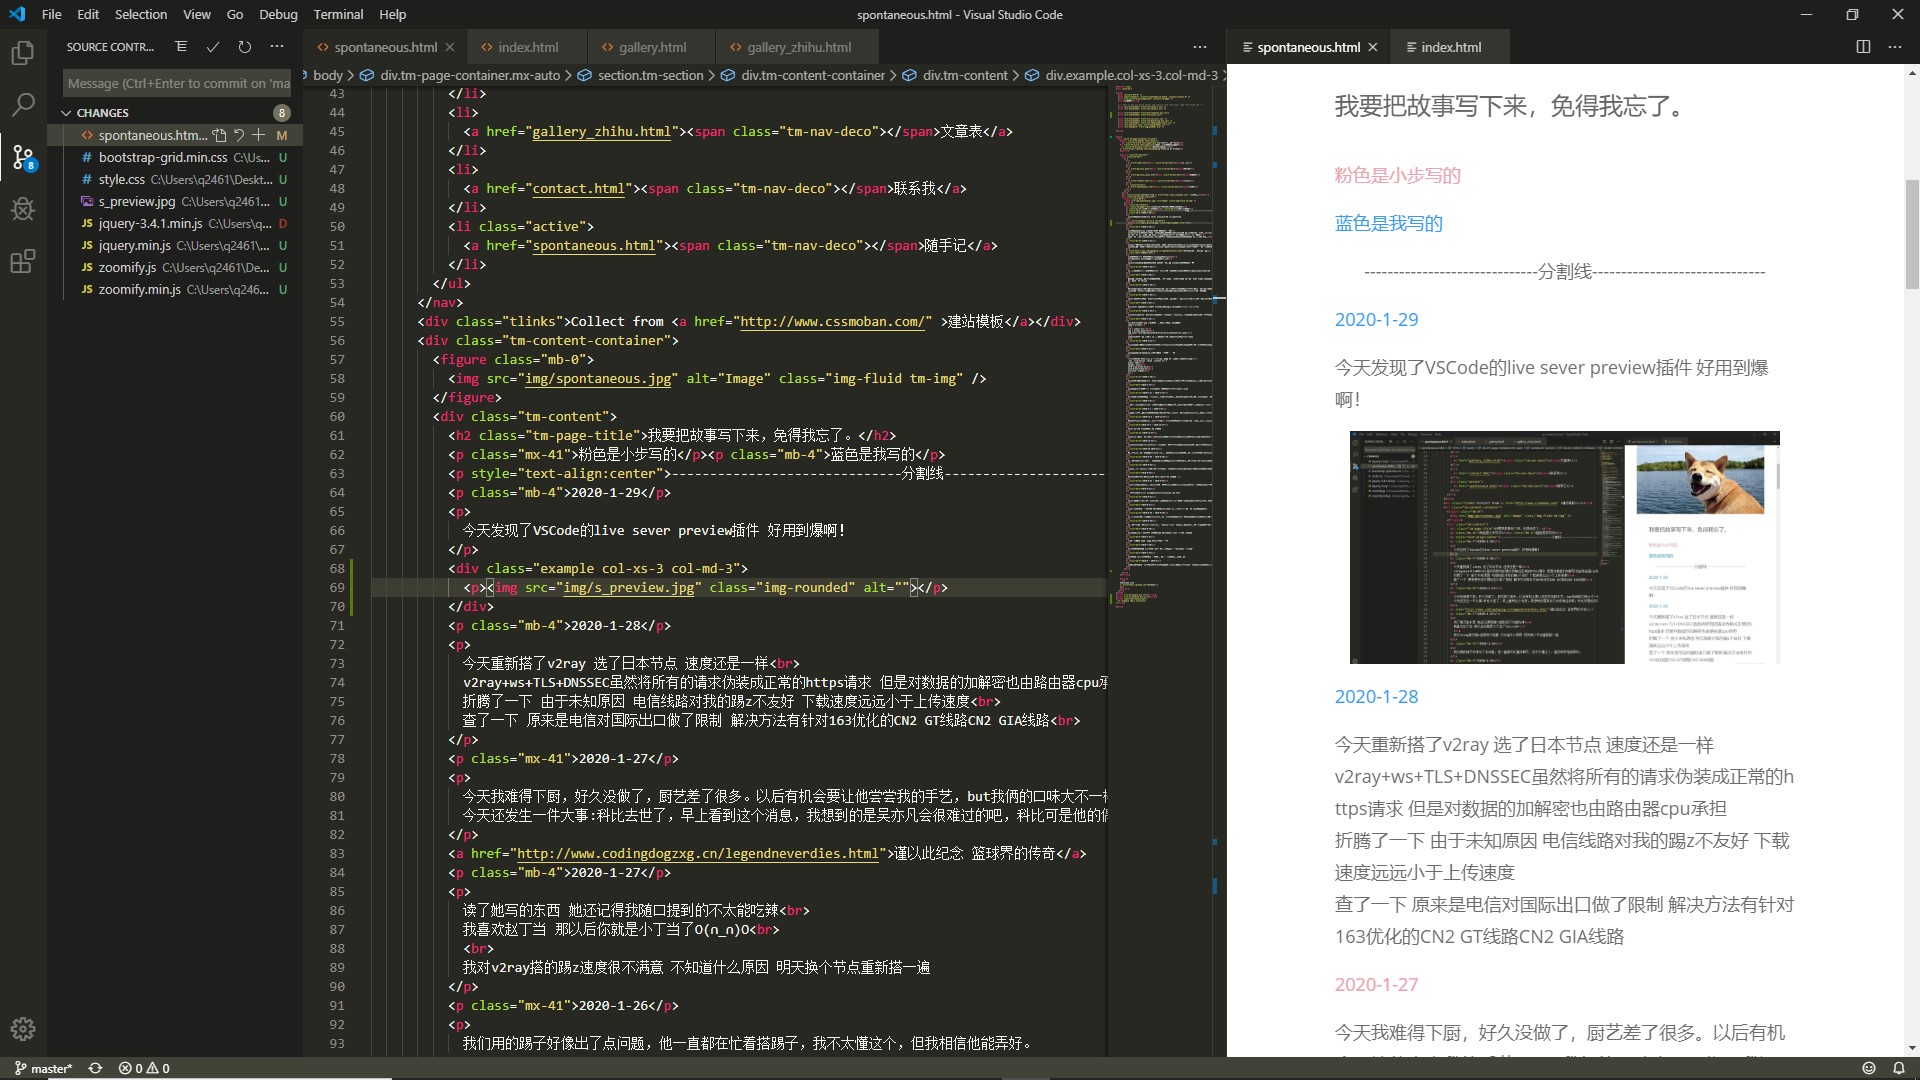 File Edit Selection View Go Debug Terminal Help
spontaneous.html - Visual Studio Code
SOURCE CONTR...
Message (Ctrl+Enter to commit on 'ma
CHANGES 8
spontaneous.htm... M
bootstrap-grid.min.css C:\Us... U
style.css C:\Users\q2461\Deskt... U
s_preview.jpg C:\Users\q2461... U
jquery-3.4.1.min.js C:\Users\q... D
jquery.min.js C:\Users\q2461\... U
zoomify.js C:\Users\q2461\De... U
zoomify.min.js C:\Users\q246... U
spontaneous.html index.html gallery.html gallery_zhihu.html
body > div.tm-page-container.mx-auto > section.tm-section > div.tm-content-container > div.tm-content > div.example.col-xs-3.col-md-3 >
43 </li>
44 <li>
45 <a href="gallery_zhihu.html"><span class="tm-nav-deco"></span>文章表</a>
46 </li>
47 <li>
48 <a href="contact.html"><span class="tm-nav-deco"></span>联系我</a>
49 </li>
50 <li class="active">
51 <a href="spontaneous.html"><span class="tm-nav-deco"></span>随手记</a>
52 </li>
53 </ul>
54 </nav>
55 <div class="tlinks">Collect from <a href="http://www.cssmoban.com/" >建站模板</a></div>
56 <div class="tm-content-container">
57 <figure class="mb-0">
58 <img src="img/spontaneous.jpg" alt="Image" class="img-fluid tm-img" />
59 </figure>
60 <div class="tm-content">
61 <h2 class="tm-page-title">我要把故事写下来，免得我忘了。</h2>
62 <p class="mx-41">粉色是小步写的</p><p class="mb-4">蓝色是我写的</p>
63 <p style="text-align:center">------------------------------分割线---------------------
64 <p class="mb-4">2020-1-29</p>
65 <p>
66 今天发现了VSCode的live sever preview插件 好用到爆啊！
67 </p>
68 <div class="example col-xs-3 col-md-3">
69 <p><img src="img/s_preview.jpg" class="img-rounded" alt=""></p>
70 </div>
71 <p class="mb-4">2020-1-28</p>
72 <p>
73 今天重新搭了v2ray 选了日本节点 速度还是一样<br>
74 v2ray+ws+TLS+DNSSEC虽然将所有的请求伪装成正常的https请求 但是对数据的加解密也由路由器cpu承
75 折腾了一下 由于未知原因 电信线路对我的踢z不友好 下载速度远远小于上传速度<br>
76 查了一下 原来是电信对国际出口做了限制 解决方法有针对163优化的CN2 GT线路CN2 GIA线路<br>
77 </p>
78 <p class="mx-41">2020-1-27</p>
79 <p>
80 今天我难得下厨，好久没做了，厨艺差了很多。以后有机会要让他尝尝我的手艺，but我俩的口味大不一样
81 今天还发生一件大事:科比去世了，早上看到这个消息，我想到的是吴亦凡会很难过的吧，科比可是他的偶
82 </p>
83 <a href="http://www.codingdogzxg.cn/legendneverdies.html">谨以此纪念 篮球界的传奇</a>
84 <p class="mb-4">2020-1-27</p>
85 <p>
86 读了她写的东西 她还记得我随口提到的不太能吃辣<br>
87 我喜欢赵丁当 那以后你就是小丁当了O(∩_∩)O<br>
88 <br>
89 我对v2ray搭的踢z速度很不满意 不知道什么原因 明天换个节点重新搭一遍
90 </p>
91 <p class="mx-41">2020-1-26</p>
92 <p>
93 我们用的踢子好像出了点问题，他一直都在忙着搭踢子，我不太懂这个，但我相信他能弄好。
spontaneous.html index.html
我要把故事写下来，免得我忘了。
粉色是小步写的
蓝色是我写的
------------------------------分割线------------------------------
2020-1-29
今天发现了VSCode的live sever preview插件 好用到爆
啊！
2020-1-28
今天重新搭了v2ray 选了日本节点 速度还是一样
v2ray+ws+TLS+DNSSEC虽然将所有的请求伪装成正常的h
ttps请求 但是对数据的加解密也由路由器cpu承担
折腾了一下 由于未知原因 电信线路对我的踢z不友好 下载
速度远远小于上传速度
查了一下 原来是电信对国际出口做了限制 解决方法有针对
163优化的CN2 GT线路CN2 GIA线路
2020-1-27
今天我难得下厨，好久没做了，厨艺差了很多。以后有机
master* 0 0